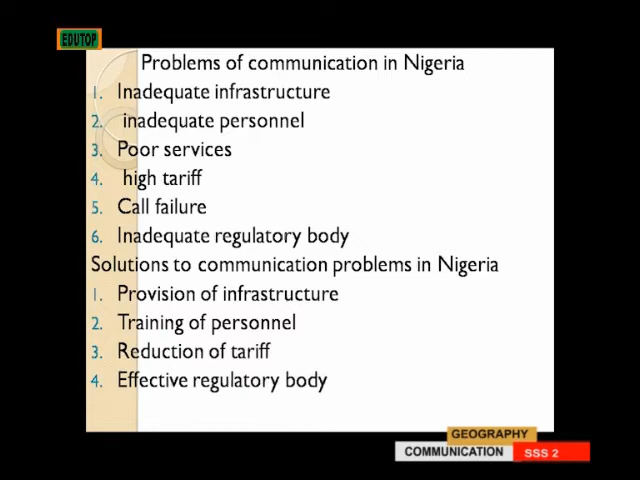 EDUTOP
Problems of communication in Nigeria
1. Inadequate infrastructure
2. inadequate personnel
3. Poor services
4. high tariff
5. Call failure
6. Inadequate regulatory body
Solutions to communication problems in Nigeria
1. Provision of infrastructure
2. Training of personnel
3. Reduction of tariff
4. Effective regulatory body
GEOGRAPHY
COMMUNICATION SSS 2